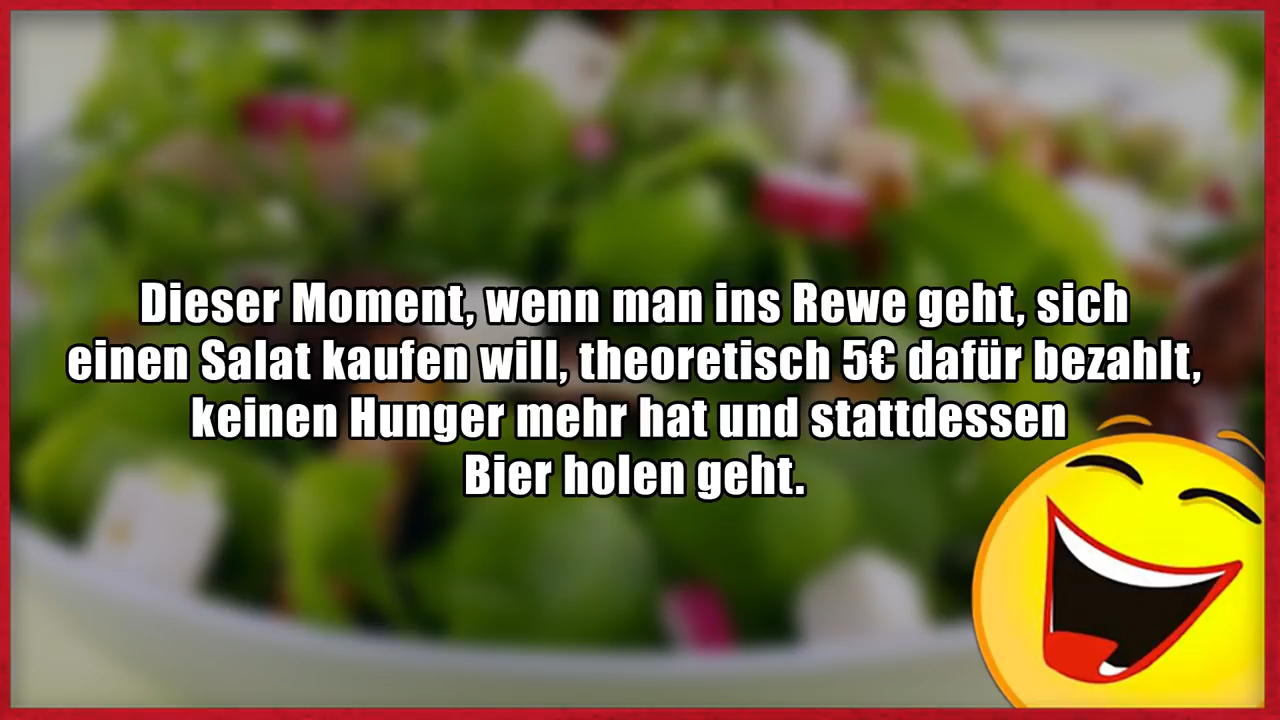 Dieser Moment, wenn man ins Rewe geht, sich
einen Salat kaufen will, theoretisch 5€ dafür bezahlt,
keinen Hunger mehr hat und stattdessen
Bier holen geht.